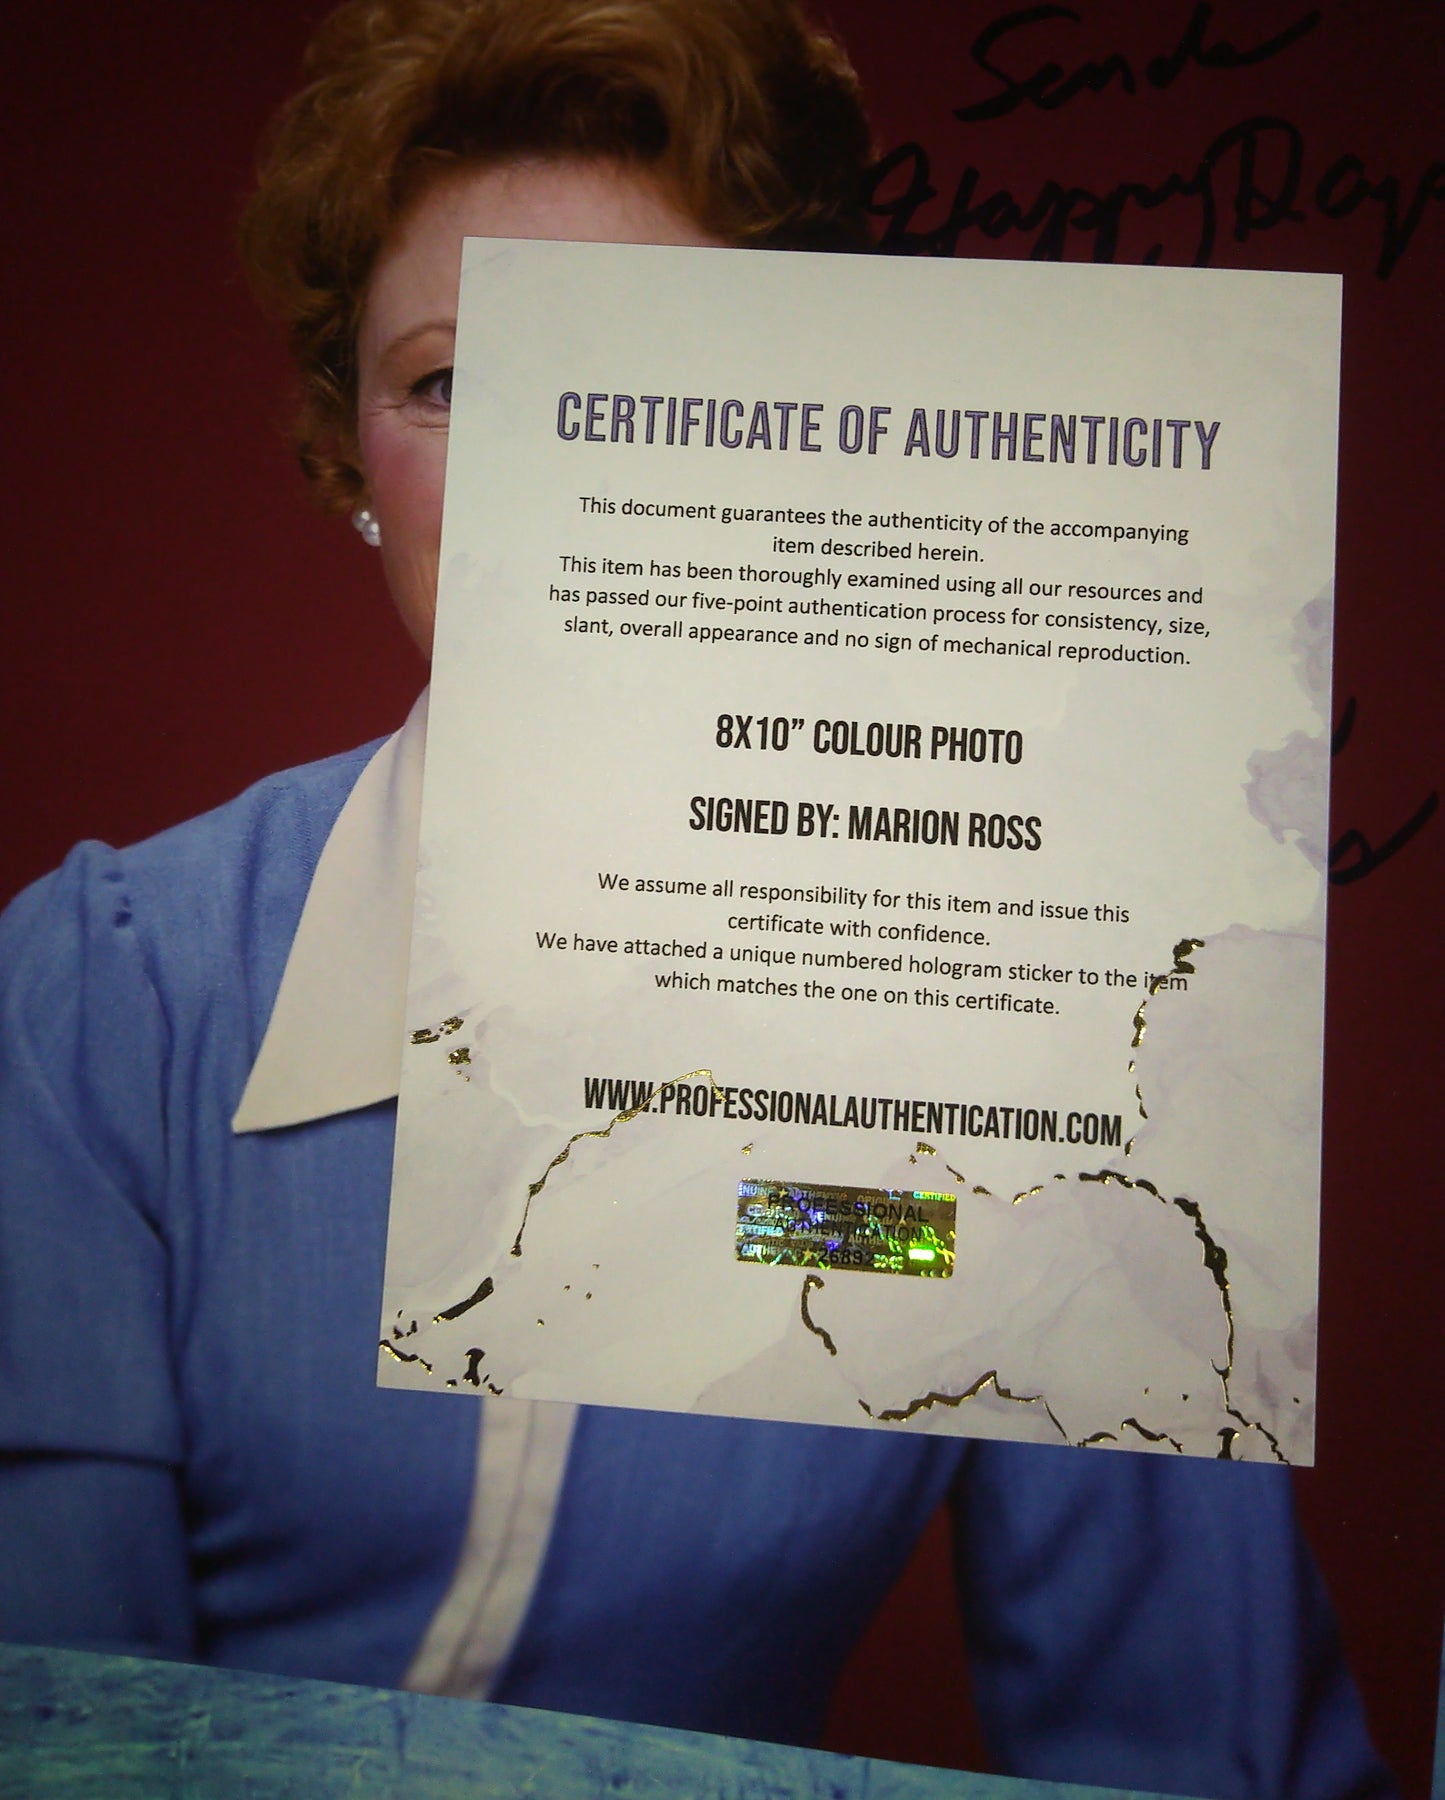 Sends
Happy Days
CERTIFICATE OF AUTHENTICITY
This document guarantees the authenticity of the accompanying
item described herein.
This item has been thoroughly examined using all our resources and
has passed our five-point authentication process for consistency, size,
slant, overall appearance and no sign of mechanical reproduction.
8X10” COLOUR PHOTO
SIGNED BY: MARION ROSS
We assume all responsibility for this item and issue this
certificate with confidence.
We have attached a unique numbered hologram sticker to the item
which matches the one on this certificate.
WWW.PROFESSIONALAUTHENTICATION.COM
PROFESSIONAL
AUTHENTICATION